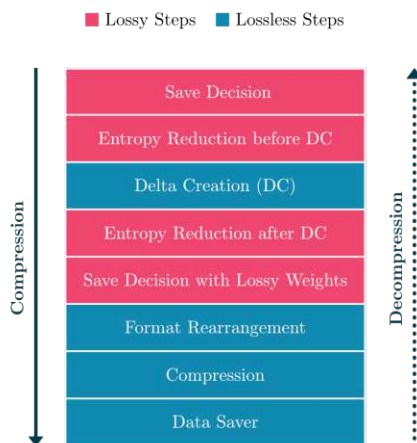 Lossy Steps Lossless Steps
Save Decision
Entropy Reduction before DC
Delta Creation (DC)
Entropy Reduction after DC
Save Decision with Lossy Weights
Format Rearrangement
Compression
Data Saver
Compression
Decompression